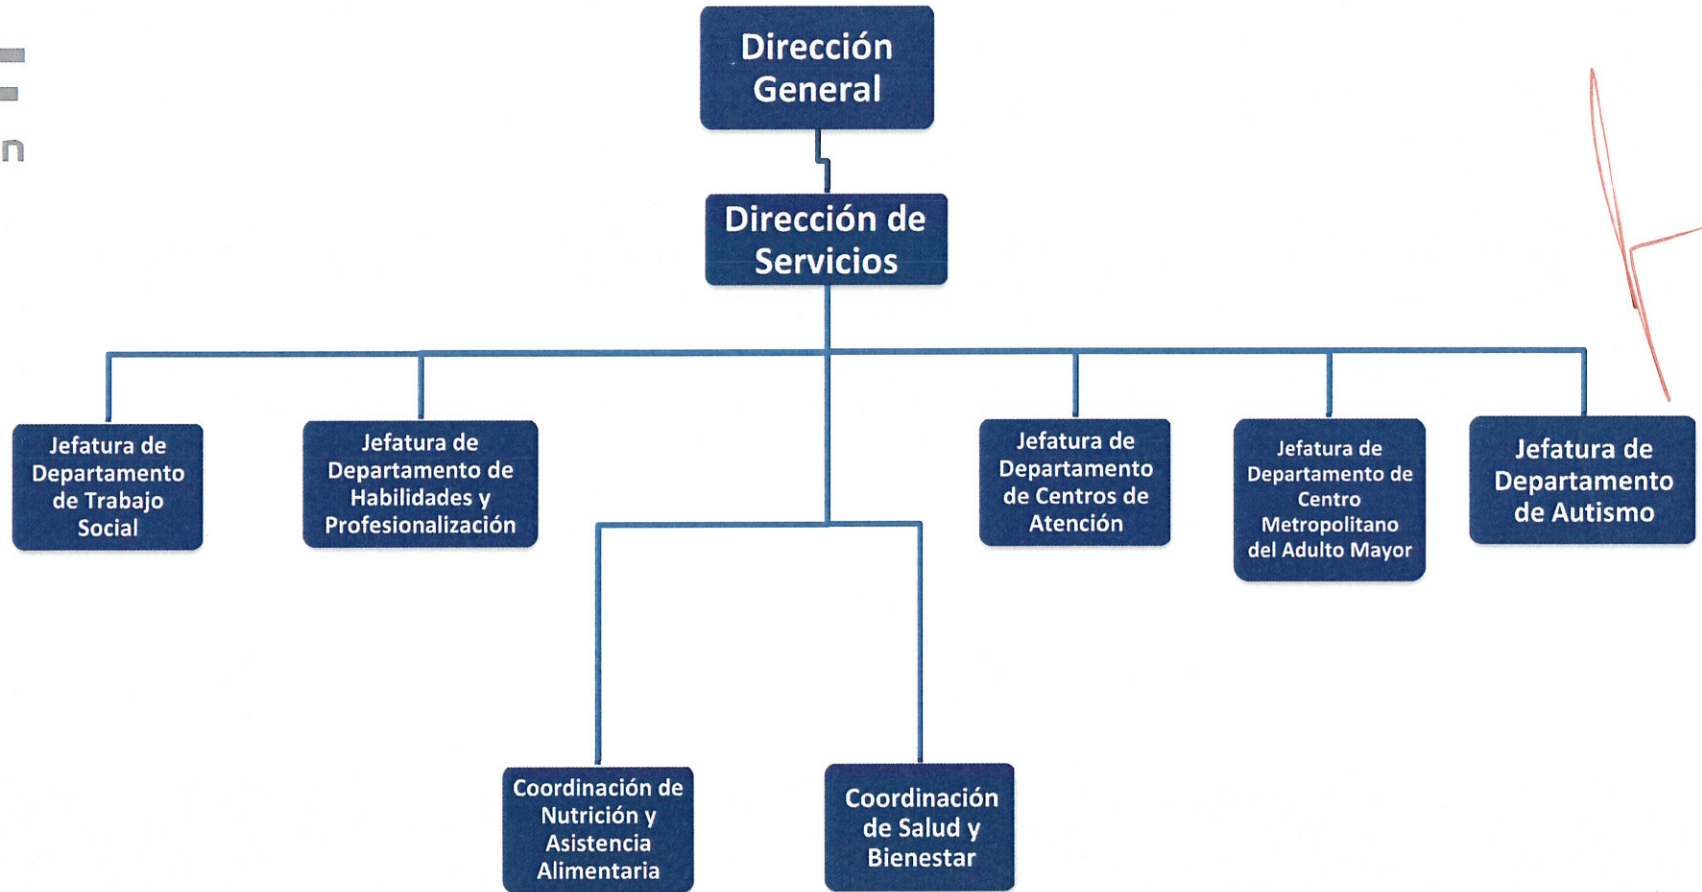 Dirección
General
n
Dirección de
Servicios
Jefatura de
Departamento
de Trabajo
Social
Jefatura de
Departamento de
Habilidades y
Profesionalización
Jefatura de
Departamento
de Centros de
Atención
Jefatura de
Departamento de
Centro
Metropolitano
del Adulto Mayor
Jefatura de
Departamento
de Autismo
Coordinación de
Nutrición y
Asistencia
Alimentaria
Coordinación
de Salud y
Bienestar